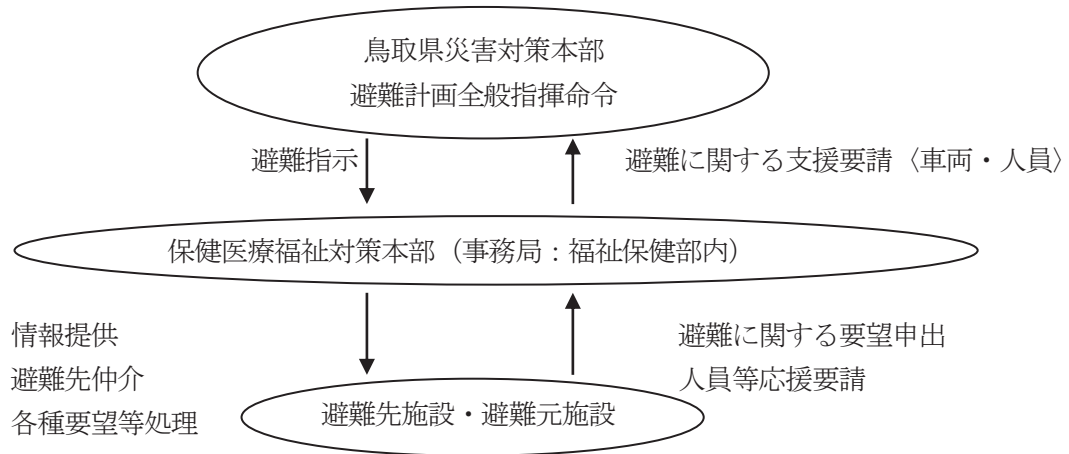 鳥取県災害対策本部
避難計画全般指揮命令
避難指示
避難に関する支援要請〈車両・人員〉
保健医療福祉対策本部（事務局：福祉保健部内）
情報提供
避難先仲介
各種要望等処理
避難に関する要望申出
人員等応援要請
避難先施設・避難元施設